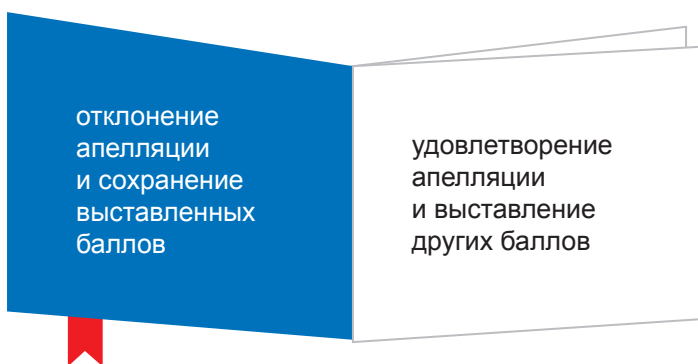 отклонение
апелляции
и сохранение
выставленных
баллов
удовлетворение
апелляции
и выставление
других баллов